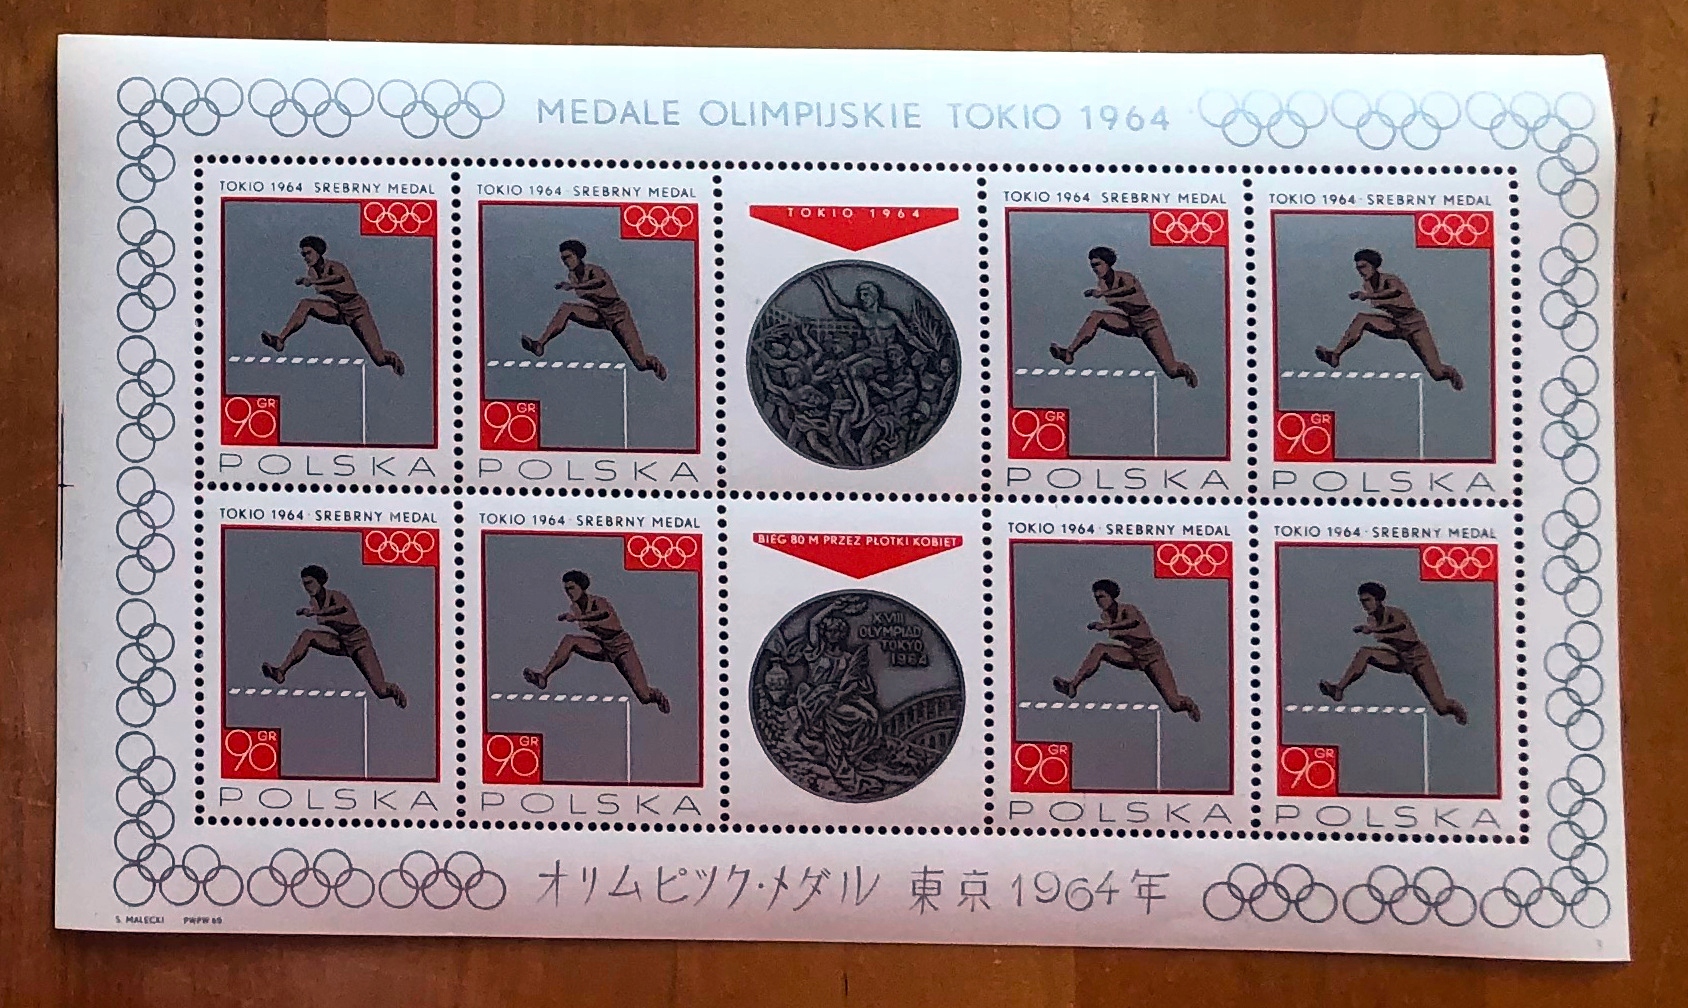 MEDALE OLIMPIJSKIE TOKIO 1964
TOKIO 1964 · SREBRNY MEDAL
90 GR
POLSKA
TOKIO 1964 · SREBRNY MEDAL
90 GR
POLSKA
TOKIO 1964
TOKIO 1964 · SREBRNY MEDAL
90 GR
POLSKA
TOKIO 1964 · SREBRNY MEDAL
90 GR
POLSKA
TOKIO 1964 · SREBRNY MEDAL
90 GR
POLSKA
TOKIO 1964 · SREBRNY MEDAL
90 GR
POLSKA
BIEG 80 M PRZEZ PŁOTKI KOBIET
XVIII
OLYMPIAD
TOKYO
1964
TOKIO 1964 · SREBRNY MEDAL
90 GR
POLSKA
TOKIO 1964 · SREBRNY MEDAL
90 GR
POLSKA
オリムピツク·メダル 東京 1964年
S. MAŁECKI PWPW 65